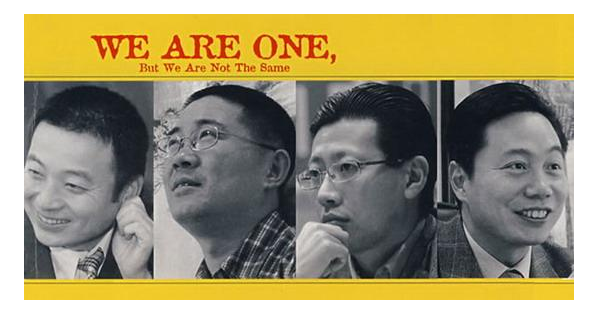 WE ARE ONE,
But We Are Not The Same